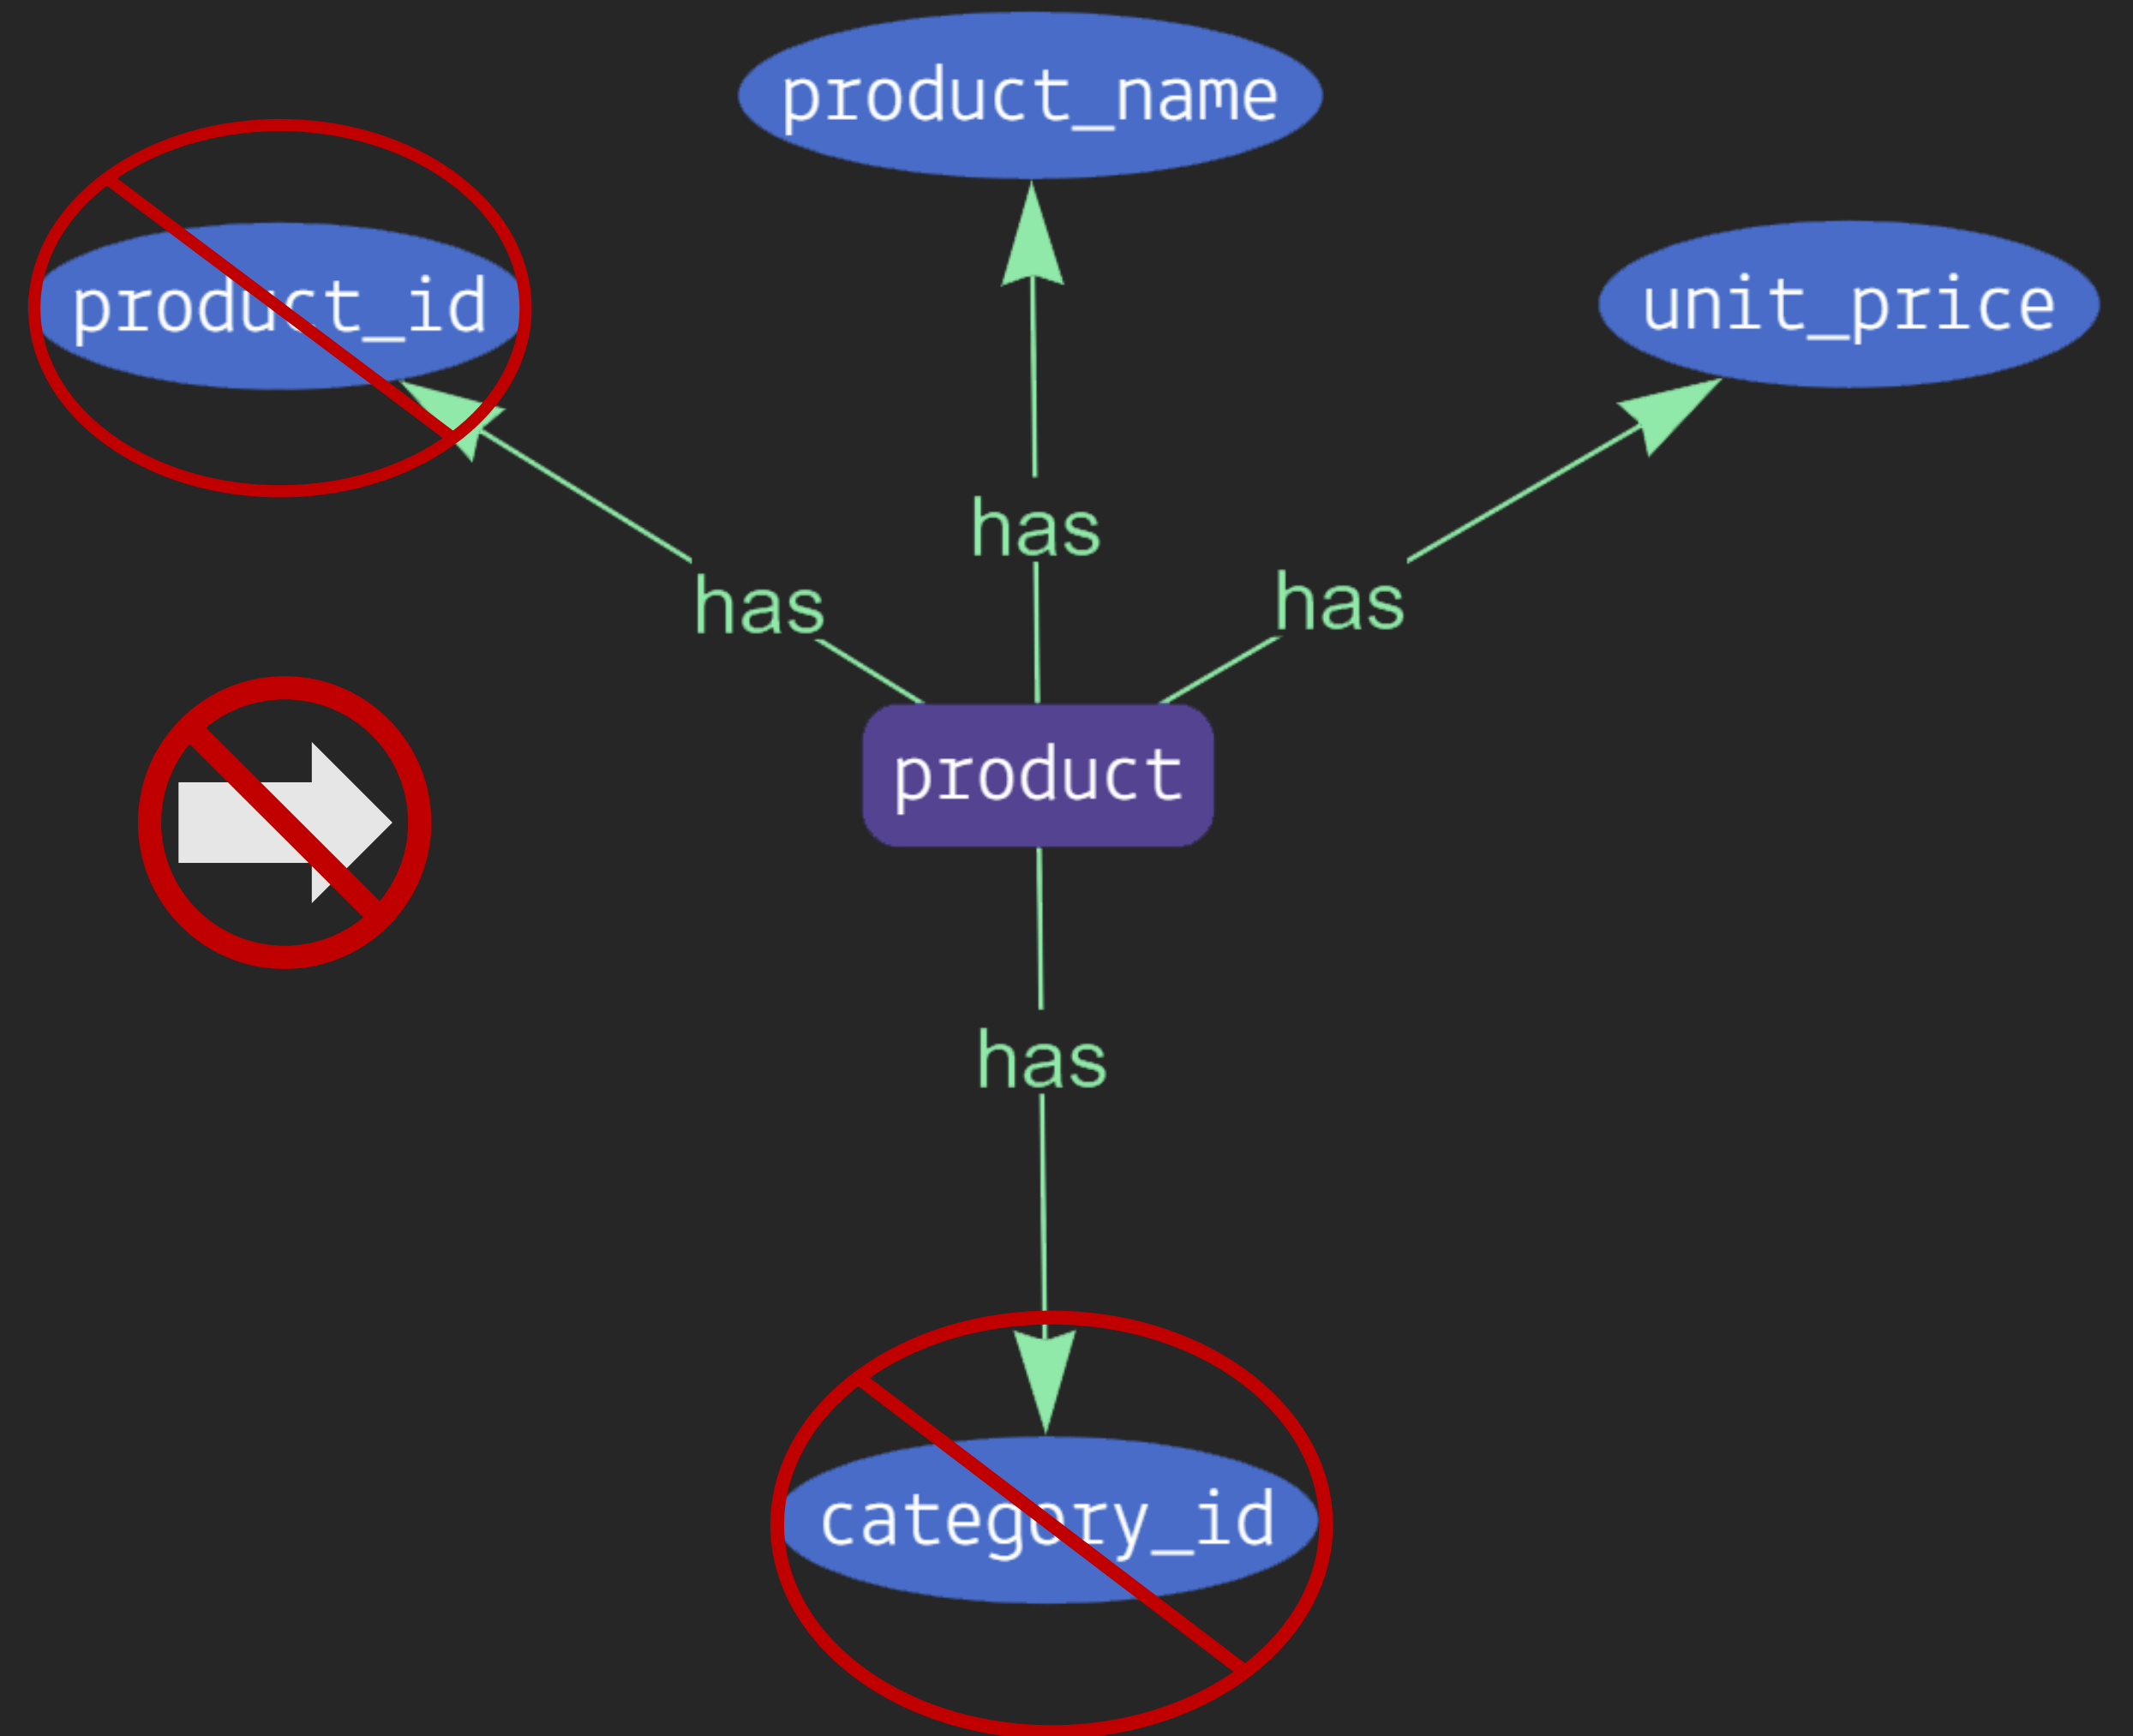 product_name
product_id
unit_price
has
has
has
product
has
category_id